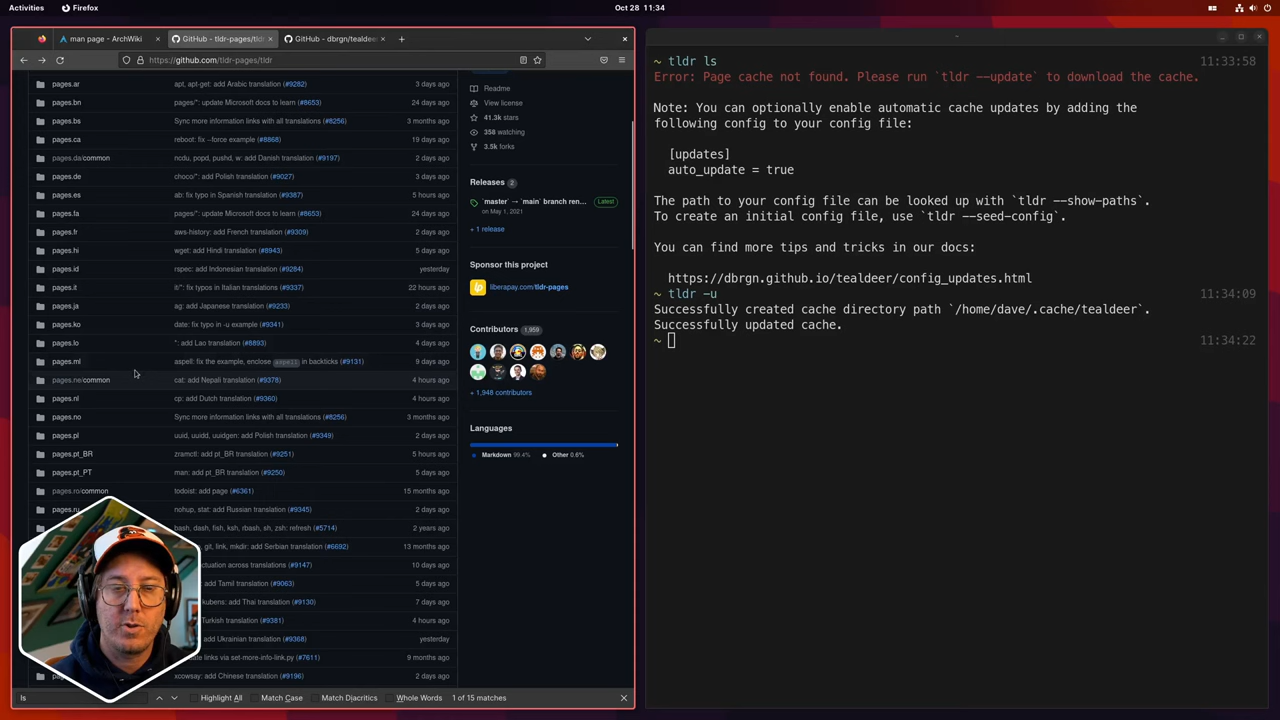 Activities
Firefox
Oct 28 11:34
man page - ArchWiki
GitHub - tldr-pages/tldr:
GitHub - dbrgn/tealdee
https://github.com/tldr-pages/tldr
pages.ar apt, apt-get: add Arabic translation (#9282) 3 days ago
pages.bn pages/*: update Microsoft docs to learn (#8653) 24 days ago
pages.bs Sync more information links with all translations (#8256) 3 months ago
pages.ca reboot: fix --force example (#8868) 19 days ago
pages.da/common ncdu, popd, pushd, w: add Danish translation (#9197) 2 days ago
pages.de choco/*: add Polish translation (#9027) 2 days ago
pages.es ab: fix typo in Spanish translation (#9387) 5 hours ago
pages.fa pages/*: update Microsoft docs to learn (#8653) 24 days ago
pages.fr aws-history: add French translation (#9309) 2 days ago
pages.hi wget: add Hindi translation (#8943) 5 days ago
pages.id rspec: add Indonesian translation (#9284) yesterday
pages.it it/*: fix typos in Italian translations (#9337) 22 hours ago
pages.ja ag: add Japanese translation (#9233) 2 days ago
pages.ko date: fix typo in -u example (#9341) 3 days ago
pages.lo *: add Lao translation (#8893) 4 days ago
pages.ml aspell: fix the example, enclose aspell in backticks (#9131) 9 days ago
pages.ne/common cat: add Nepali translation (#9378) 4 hours ago
pages.nl cp: add Dutch translation (#9360) 4 hours ago
pages.no Sync more information links with all translations (#8256) 3 months ago
pages.pl uuid, uuidd, uuidgen: add Polish translation (#9349) 2 days ago
pages.pt_BR zramctl: add pt_BR translation (#9251) 5 hours ago
pages.pt_PT man: add pt_BR translation (#9250) 5 days ago
pages.ro/common todoist: add page (#6361) 15 months ago
pages.ru nohup, stat: add Russian translation (#9345) 2 days ago
bash, dash, fish, ksh, rbash, sh, zsh: refresh (#5714) 2 years ago
git, link, mkdir: add Serbian translation (#6692) 13 months ago
across translations (#9147) 10 days ago
add Tamil translation (#9063) 5 days ago
add Thai translation (#9130) 7 days ago
Turkish translation (#9381) 4 hours ago
add Ukrainian translation (#9368) yesterday
links via set-more-info-link.py (#7611) 9 months ago
xcowsay: add Chinese translation (#9196) 2 days ago
Readme
View license
41.3k stars
358 watching
3.5k forks
Releases 2
`master` → `main` branch ren... Latest
on May 1, 2021
+ 1 release
Sponsor this project
liberapay.com/tldr-pages
Contributors 1,959
+ 1,948 contributors
Languages
Markdown 99.4% Other 0.6%
ls
Highlight All Match Case Match Diacritics Whole Words 1 of 15 matches
~ tldr ls 11:33:58
Error: Page cache not found. Please run `tldr --update` to download the cache.
Note: You can optionally enable automatic cache updates by adding the
following config to your config file:
[updates]
auto_update = true
The path to your config file can be looked up with `tldr --show-paths`.
To create an initial config file, use `tldr --seed-config`.
You can find more tips and tricks in our docs:
https://dbrgn.github.io/tealdeer/config_updates.html
~ tldr -u 11:34:09
Successfully created cache directory path `/home/dave/.cache/tealdeer`.
Successfully updated cache.
~ 11:34:22